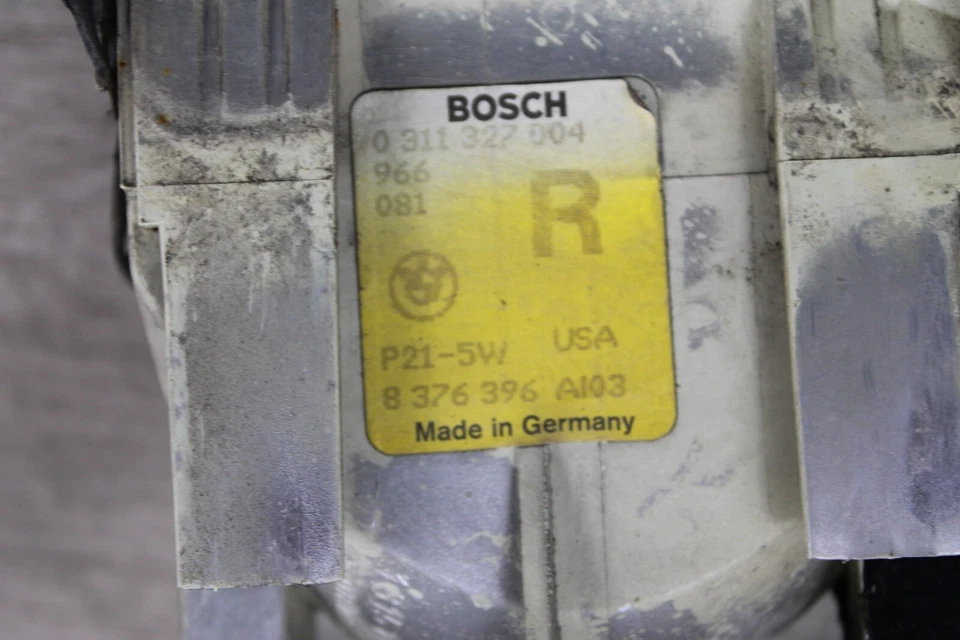 BOSCH
0 311 327 004
966
081
R
P21-5W USA
8 376 396 AI03
Made in Germany